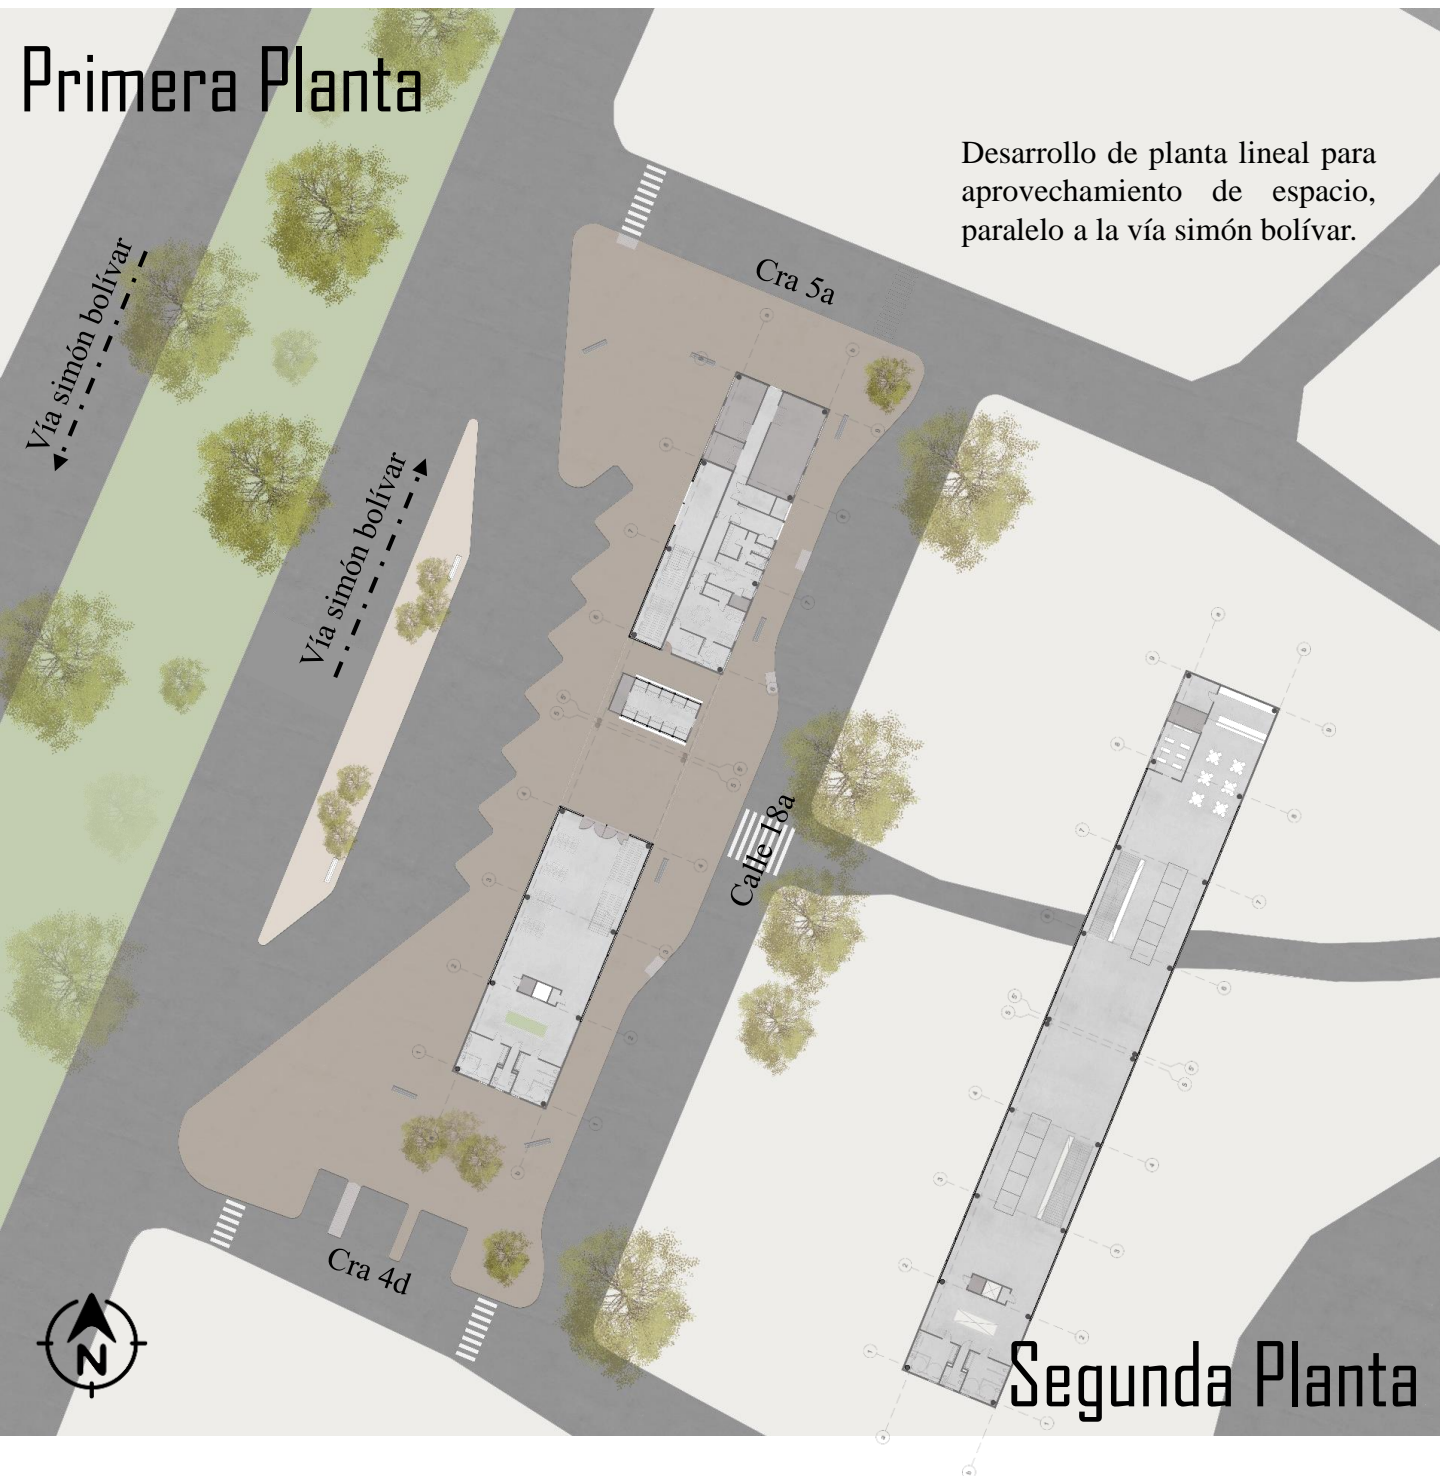 Primera Planta
Desarrollo de planta lineal para
aprovechamiento de espacio,
paralelo a la vía simón bolívar.
Cra 5a
Vía simón bolívar
Vía simón bolívar
Calle 18a
Cra 4d
N
Segunda Planta